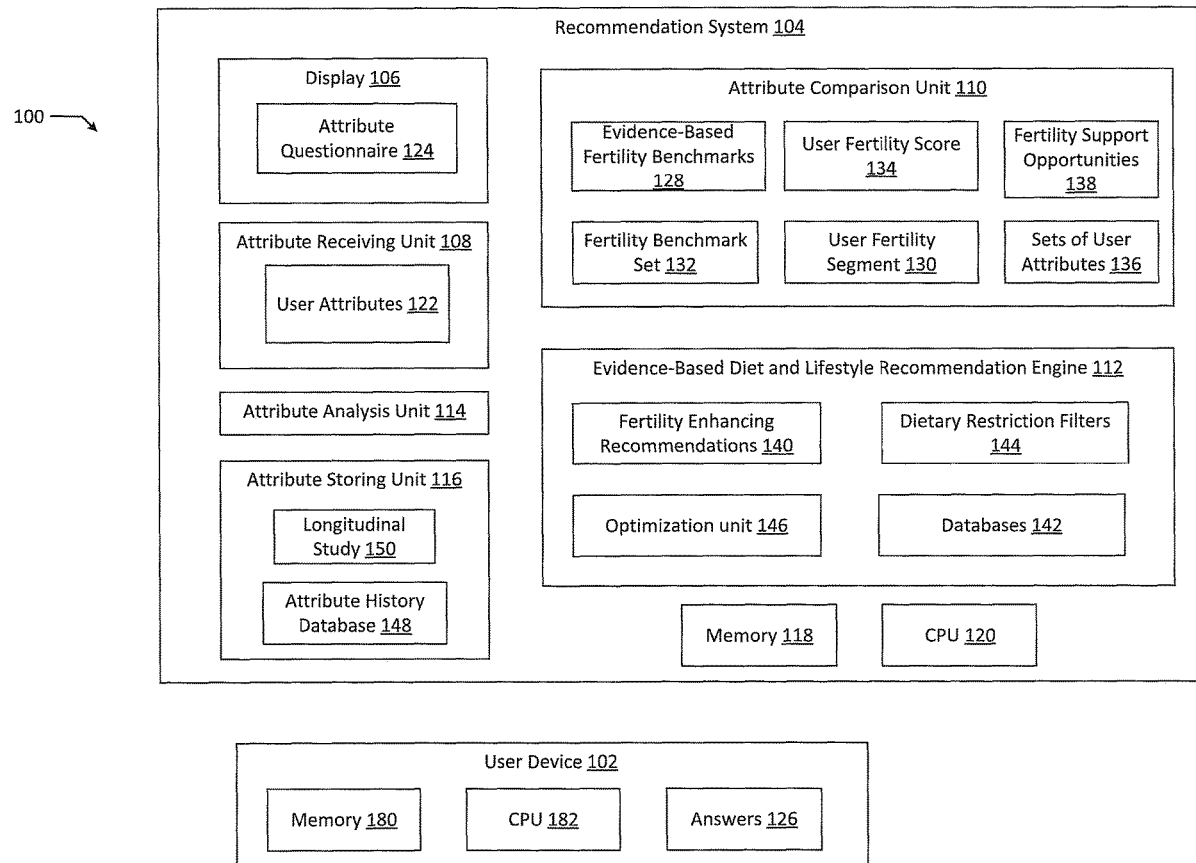 Recommendation System 104
100
Display 106
Attribute
Questionnaire 124
Attribute Receiving Unit 108
User Attributes 122
Attribute Analysis Unit 114
Attribute Storing Unit 116
Longitudinal
Study 150
Attribute History
Database 148
Attribute Comparison Unit 110
Evidence-Based
Fertility Benchmarks
128
User Fertility Score
134
Fertility Support
Opportunities
138
Fertility Benchmark
Set 132
User Fertility
Segment 130
Sets of User
Attributes 136
Evidence-Based Diet and Lifestyle Recommendation Engine 112
Fertility Enhancing
Recommendations 140
Dietary Restriction Filters
144
Optimization unit 146
Databases 142
Memory 118
CPU 120
User Device 102
Memory 180
CPU 182
Answers 126